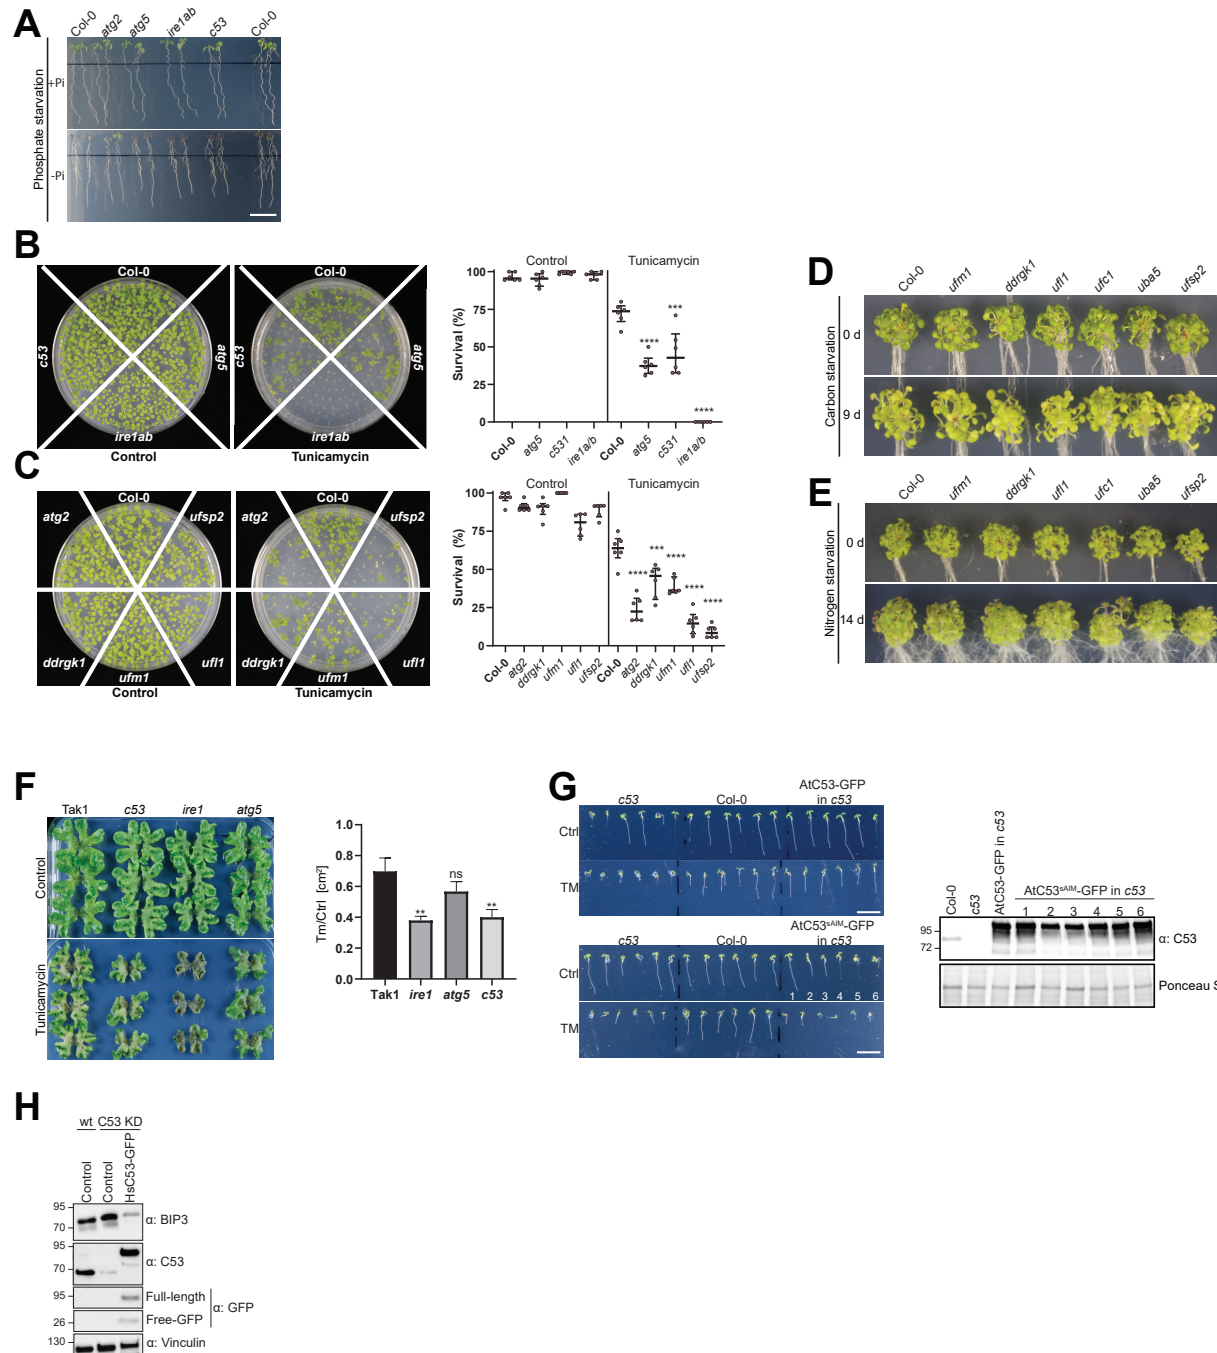 A
Col-0
atg2
atg5
ire1ab
c53
Col-0
Phosphate starvation
+Pi
-Pi
B
Col-0
c53
atg5
ire1ab
Control
Col-0
c53
atg5
ire1ab
Tunicamycin
Control
Tunicamycin
Survival (%)
100
75
50
25
0
****
***
****
Col-0
atg5
c531
ire1a/b
Col-0
atg5
c531
ire1a/b
C
Col-0
atg2
ufsp2
ddrgk1
ufl1
ufm1
Control
Col-0
atg2
ufsp2
ddrgk1
ufl1
ufm1
Tunicamycin
Control
Tunicamycin
Survival (%)
100
75
50
25
0
****
***
****
****
****
Col-0
atg2
ddrgk1
ufm1
ufl1
ufsp2
Col-0
atg2
ddrgk1
ufm1
ufl1
ufsp2
D
Col-0
ufm1
ddrgk1
ufl1
ufc1
uba5
ufsp2
Carbon starvation
0 d
9 d
E
Col-0
ufm1
ddrgk1
ufl1
ufc1
uba5
ufsp2
Nitrogen starvation
0 d
14 d
F
Tak1
c53
ire1
atg5
Control
Tunicamycin
Tm/Ctrl [cm²]
1.0
0.8
0.6
0.4
0.2
0.0
**
ns
**
Tak1
ire1
atg5
c53
G
c53
Col-0
AtC53-GFP
in c53
Ctrl
TM
c53
Col-0
AtC53sAIM-GFP
in c53
Ctrl
1 2 3 4 5 6
TM
Col-0
c53
AtC53-GFP in c53
AtC53sAIM-GFP in c53
1 2 3 4 5 6
95
72
α: C53
Ponceau S
H
wt
C53 KD
Control
Control
HsC53-GFP
95
70
α: BIP3
95
70
α: C53
95
Full-length
26
Free-GFP
α: GFP
130
α: Vinculin